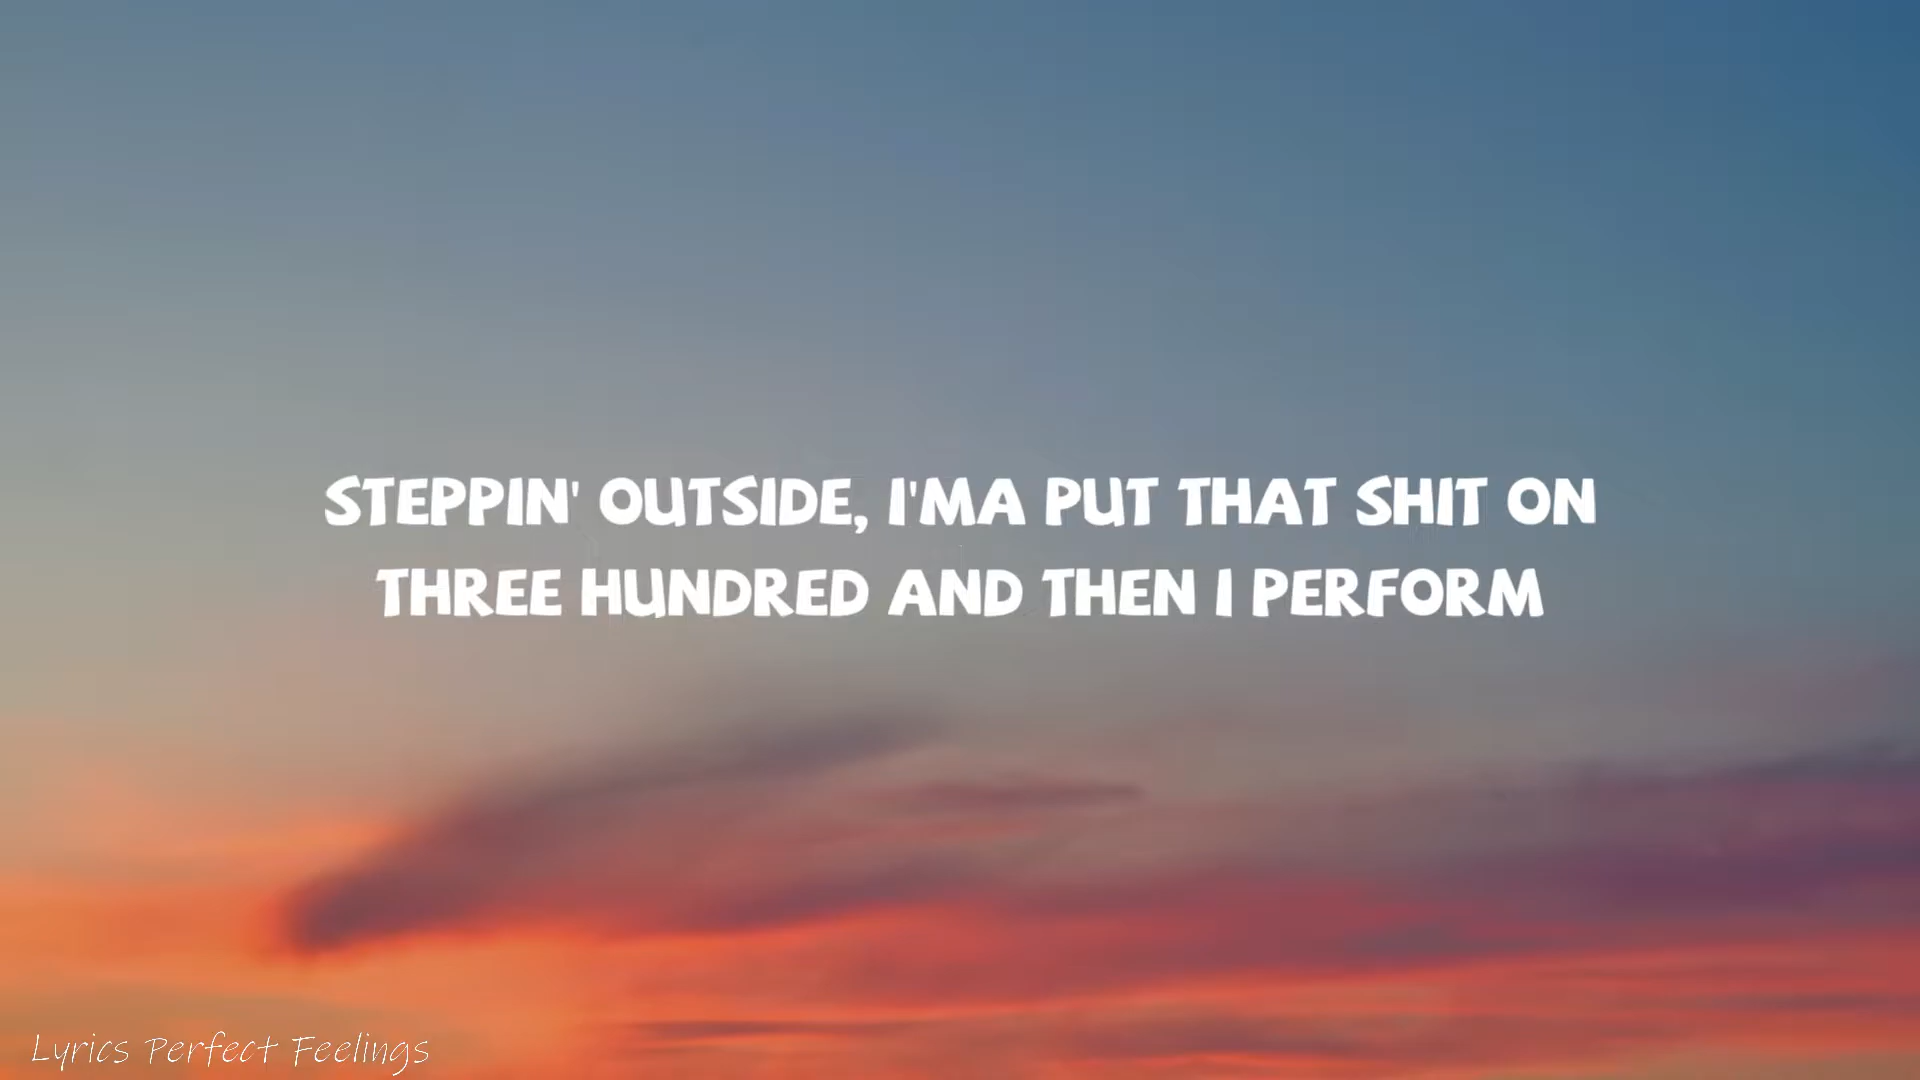 STEPPIN' OUTSIDE, I'MA PUT THAT SHIT ON
THREE HUNDRED AND THEN I PERFORM
Lyrics Perfect Feelings